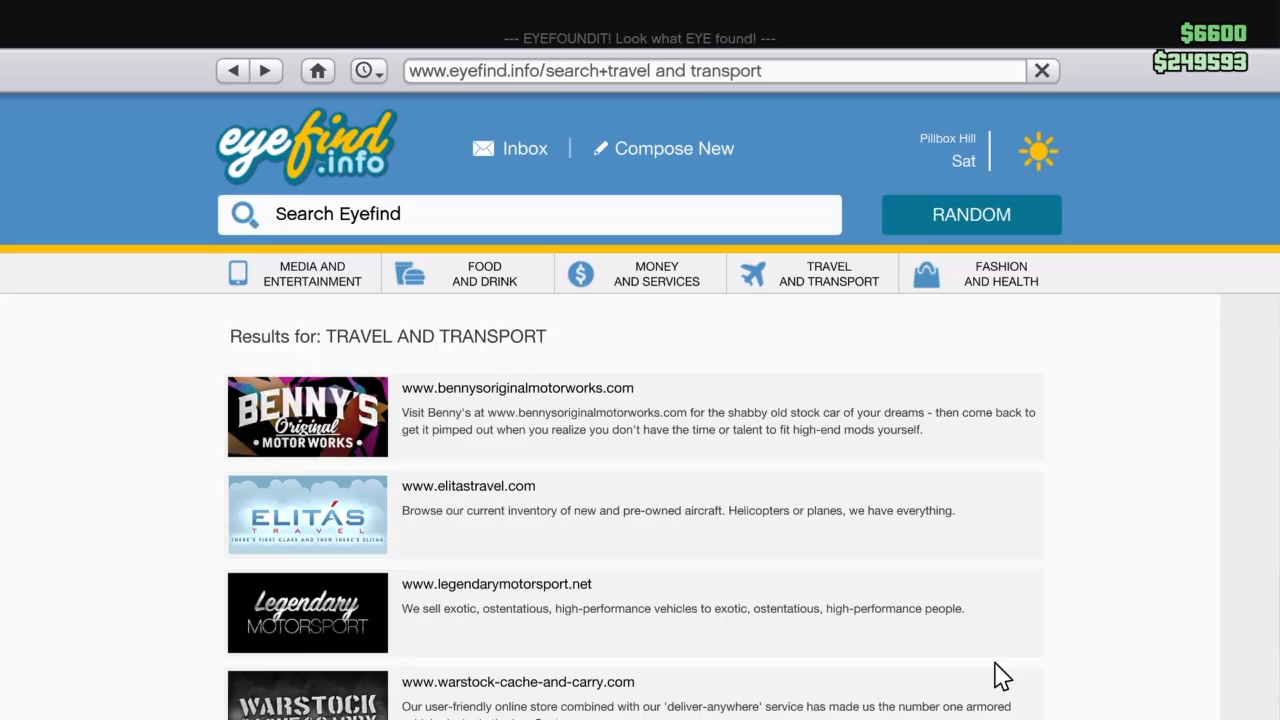 --- EYEFOUNDIT! Look what EYE found! ---
$6600
$249593
www.eyefind.info/search+travel and transport
eyefind
.info
Inbox
Compose New
Pillbox Hill
Sat
Search Eyefind
RANDOM
MEDIA AND
ENTERTAINMENT
FOOD
AND DRINK
MONEY
AND SERVICES
TRAVEL
AND TRANSPORT
FASHION
AND HEALTH
Results for: TRAVEL AND TRANSPORT
BENNY'S
Original
• MOTOR WORKS •
www.bennysoriginalmotorworks.com
Visit Benny's at www.bennysoriginalmotorworks.com for the shabby old stock car of your dreams - then come back to
get it pimped out when you realize you don't have the time or talent to fit high-end mods yourself.
ELITÁS
TRAVEL
THERE'S FIRST CLASS AND THEN THERE'S ELITAS
www.elitastravel.com
Browse our current inventory of new and pre-owned aircraft. Helicopters or planes, we have everything.
Legendary
MOTORSPORT
www.legendarymotorsport.net
We sell exotic, ostentatious, high-performance vehicles to exotic, ostentatious, high-performance people.
WARSTOCK
www.warstock-cache-and-carry.com
Our user-friendly online store combined with our 'deliver-anywhere' service has made us the number one armored